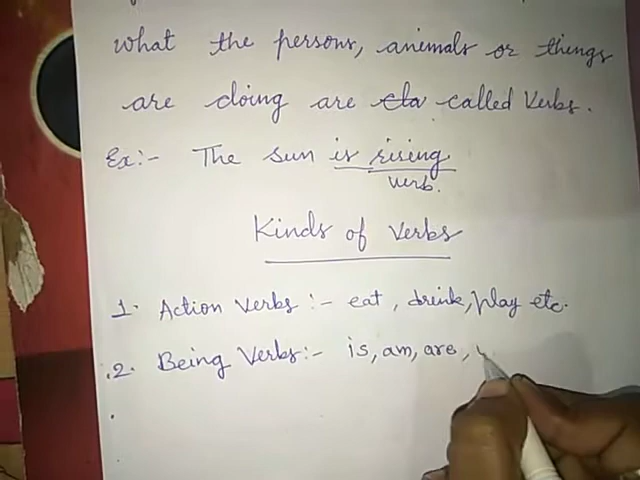 what the persons, animals or things
are doing are called Verbs.
Ex:- The sun is rising
verb.
Kinds of Verbs
1. Action Verbs :- eat, drink, play etc.
2. Being Verbs:- is, am, are,